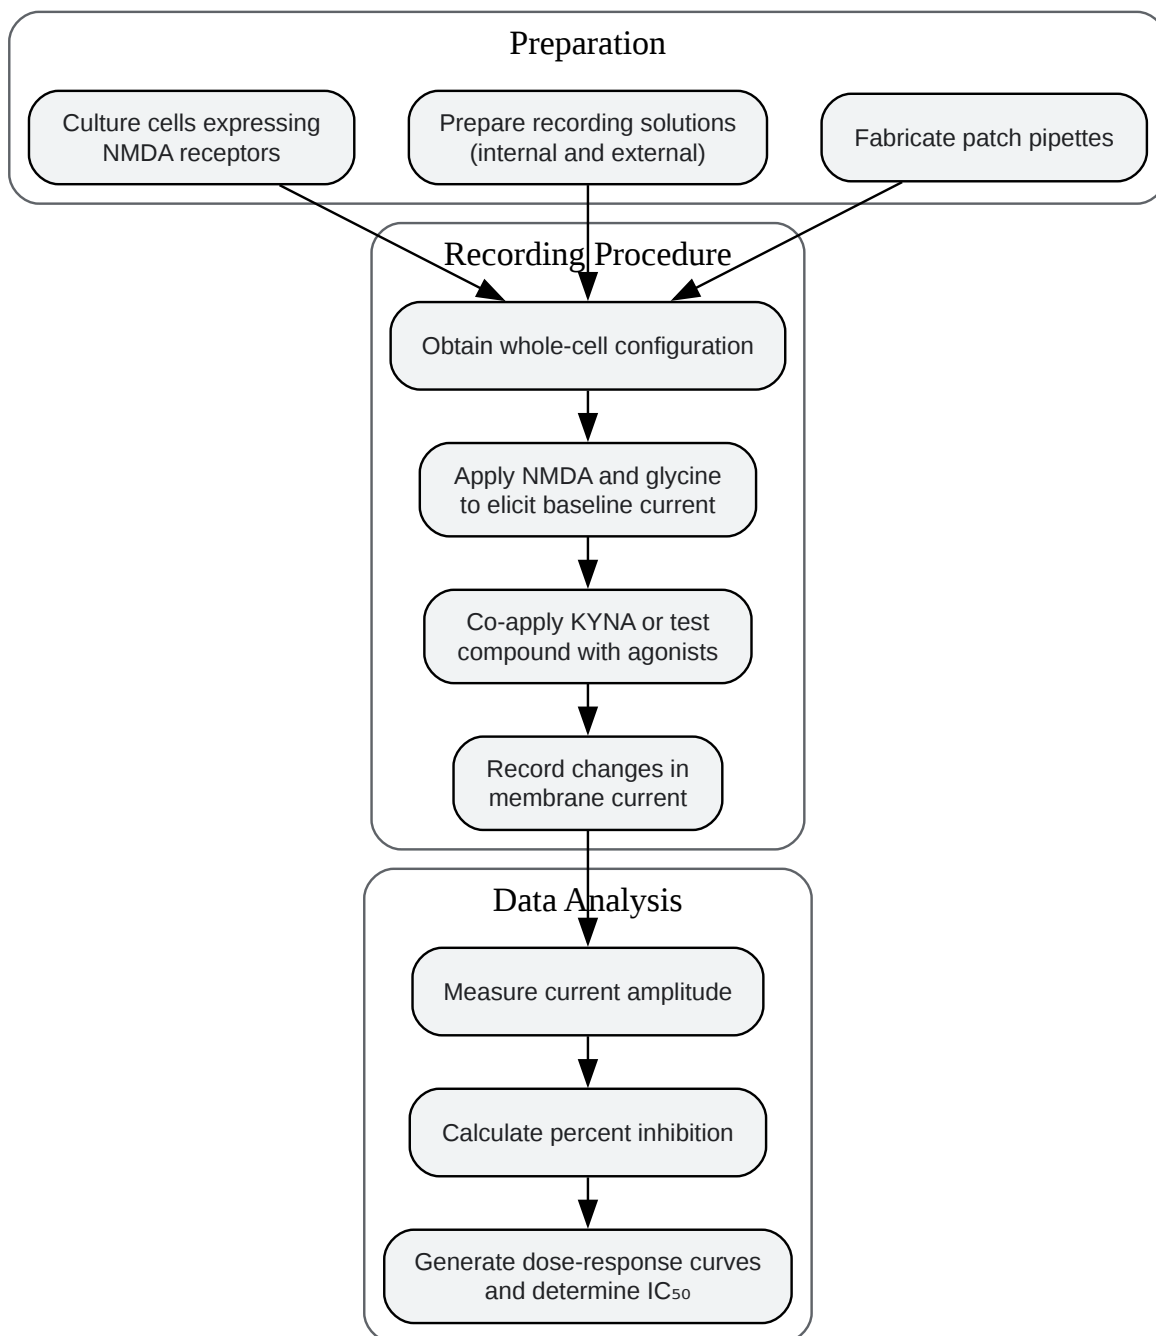 Preparation
Culture cells expressing
NMDA receptors
Prepare recording solutions
(internal and external)
Fabricate patch pipettes
Recording Procedure
Obtain whole-cell configuration
Apply NMDA and glycine
to elicit baseline current
Co-apply KYNA or test
compound with agonists
Record changes in
membrane current
Data Analysis
Measure current amplitude
Calculate percent inhibition
Generate dose-response curves
and determine IC₅₀